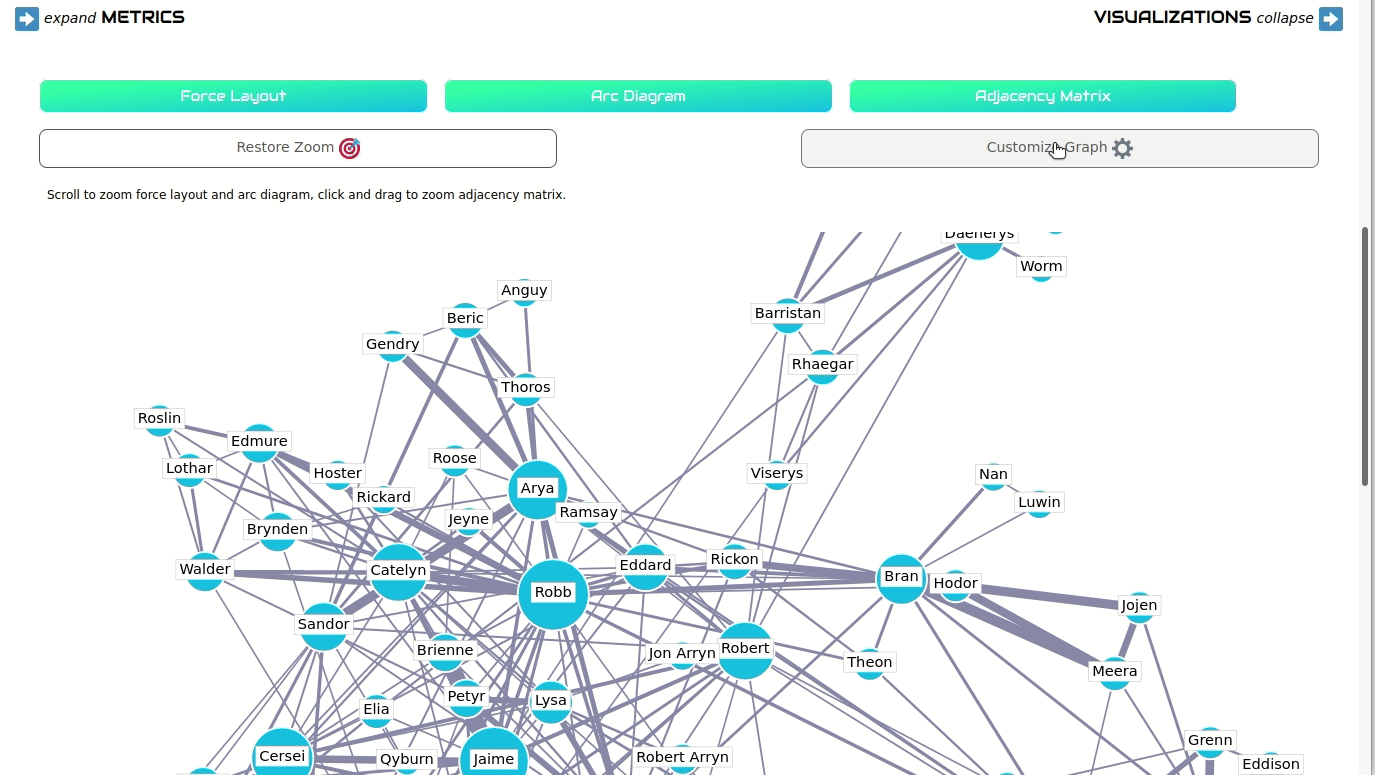 expand METRICS
VISUALIZATIONS collapse
Force Layout
Arc Diagram
Adjacency Matrix
Restore Zoom
Customize Graph
Scroll to zoom force layout and arc diagram, click and drag to zoom adjacency matrix.
Daenerys
Worm
Anguy
Barristan
Beric
Gendry
Rhaegar
Thoros
Roslin
Edmure
Roose
Lothar
Hoster
Viserys
Nan
Arya
Rickard
Luwin
Ramsay
Jeyne
Brynden
Rickon
Eddard
Walder
Catelyn
Bran
Hodor
Robb
Jojen
Sandor
Brienne
Robert
Jon Arryn
Theon
Meera
Petyr
Lysa
Elia
Grenn
Cersei
Qyburn
Jaime
Robert Arryn
Eddison